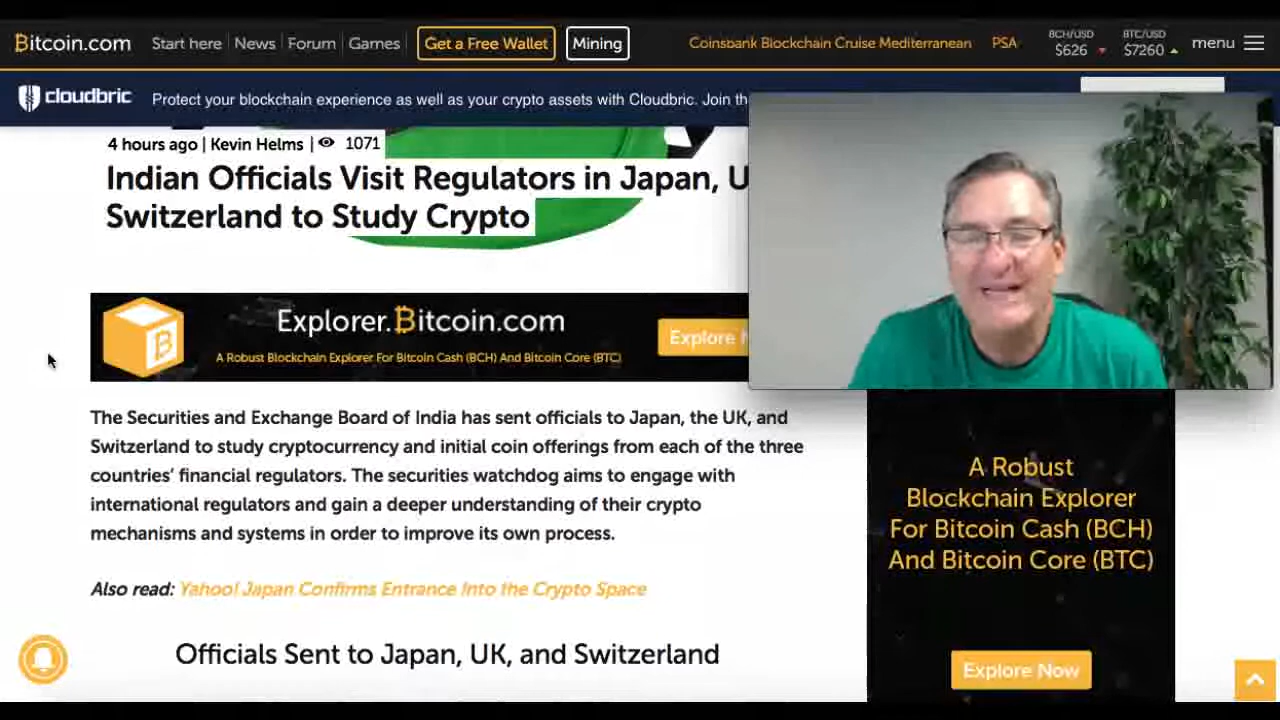 Bitcoin.com Start here News Forum Games Get a Free Wallet Mining Coinsbank Blockchain Cruise Mediterranean PSA BCH/USD $626 BTC/USD $7260 menu
cloudbric Protect your blockchain experience as well as your crypto assets with Cloudbric. Join
4 hours ago | Kevin Helms | 1071
Indian Officials Visit Regulators in Japan,
Switzerland to Study Crypto
Explorer.Bitcoin.com
A Robust Blockchain Explorer For Bitcoin Cash (BCH) And Bitcoin Core (BTC)
Explore
The Securities and Exchange Board of India has sent officials to Japan, the UK, and
Switzerland to study cryptocurrency and initial coin offerings from each of the three
countries' financial regulators. The securities watchdog aims to engage with
international regulators and gain a deeper understanding of their crypto
mechanisms and systems in order to improve its own process.
Also read: Yahoo! Japan Confirms Entrance Into the Crypto Space
Officials Sent to Japan, UK, and Switzerland
A Robust
Blockchain Explorer
For Bitcoin Cash (BCH)
And Bitcoin Core (BTC)
Explore Now